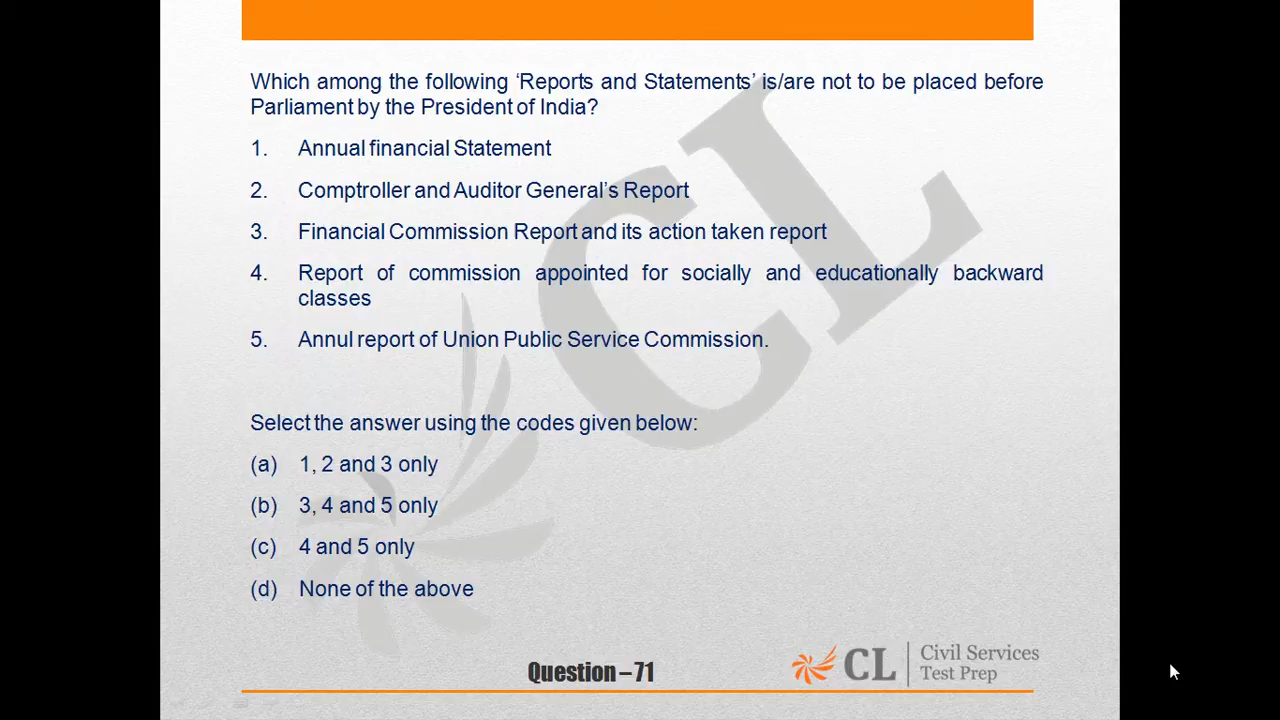 Which among the following ‘Reports and Statements’ is/are not to be placed before
Parliament by the President of India?
1. Annual financial Statement
2. Comptroller and Auditor General’s Report
3. Financial Commission Report and its action taken report
4. Report of commission appointed for socially and educationally backward
classes
5. Annul report of Union Public Service Commission.
Select the answer using the codes given below:
(a) 1, 2 and 3 only
(b) 3, 4 and 5 only
(c) 4 and 5 only
(d) None of the above
Question – 71
CL Civil Services
Test Prep
CL